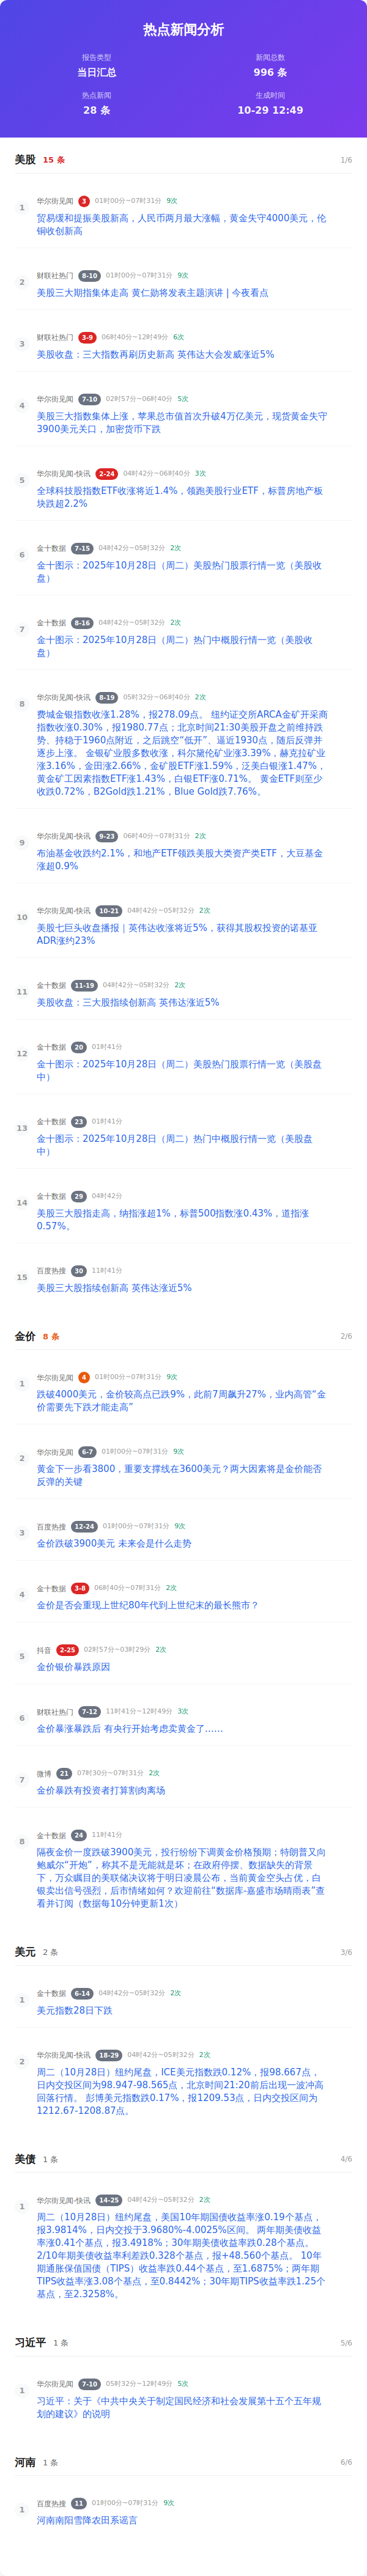 热点新闻分析
报告类型
当日汇总
新闻总数
996 条
热点新闻
28 条
生成时间
10-29 12:49
美股 15 条 1/6
1 华尔街见闻 3 01时00分~07时31分 9次
贸易缓和提振美股新高，人民币两月最大涨幅，黄金失守4000美元，伦
铜收创新高
2 财联社热门 8-10 01时00分~07时31分 9次
美股三大期指集体走高 黄仁勋将发表主题演讲 | 今夜看点
3 财联社热门 3-9 06时40分~12时49分 6次
美股收盘：三大指数再刷历史新高 英伟达大会发威涨近5%
4 华尔街见闻 7-10 02时57分~06时40分 5次
美股三大指数集体上涨，苹果总市值首次升破4万亿美元，现货黄金失守
3900美元关口，加密货币下跌
5 华尔街见闻-快讯 2-24 04时42分~06时40分 3次
全球科技股指数ETF收涨将近1.4%，领跑美股行业ETF，标普房地产板
块跌超2.2%
6 金十数据 7-15 04时42分~05时32分 2次
金十图示：2025年10月28日（周二）美股热门股票行情一览（美股收
盘）
7 金十数据 8-16 04时42分~05时32分 2次
金十图示：2025年10月28日（周二）热门中概股行情一览（美股收
盘）
8 华尔街见闻-快讯 8-19 05时32分~06时40分 2次
费城金银指数收涨1.28%，报278.09点。 纽约证交所ARCA金矿开采商
指数收涨0.30%，报1980.77点；北京时间21:30美股开盘之前维持跌
势、持稳于1960点附近，之后跳空“低开”、逼近1930点，随后反弹并
逐步上涨。 金银矿业股多数收涨，科尔黛伦矿业涨3.39%，赫克拉矿业
涨3.16%，金田涨2.66%，金矿股ETF涨1.59%，泛美白银涨1.47%，
黄金矿工因素指数ETF涨1.43%，白银ETF涨0.71%。 黄金ETF则至少
收跌0.72%，B2Gold跌1.21%，Blue Gold跌7.76%。
9 华尔街见闻-快讯 9-23 06时40分~07时31分 2次
布油基金收跌约2.1%，和地产ETF领跌美股大类资产类ETF，大豆基金
涨超0.9%
10 华尔街见闻-快讯 10-21 04时42分~05时32分 2次
美股七巨头收盘播报｜英伟达收涨将近5%，获得其股权投资的诺基亚
ADR涨约23%
11 金十数据 11-19 04时42分~05时32分 2次
美股收盘：三大股指续创新高 英伟达涨近5%
12 金十数据 20 01时41分
金十图示：2025年10月28日（周二）美股热门股票行情一览（美股盘
中）
13 金十数据 23 01时41分
金十图示：2025年10月28日（周二）热门中概股行情一览（美股盘
中）
14 金十数据 29 04时42分
美股三大股指走高，纳指涨超1%，标普500指数涨0.43%，道指涨
0.57%。
15 百度热搜 30 11时41分
美股三大股指续创新高 英伟达涨近5%
金价 8 条 2/6
1 华尔街见闻 4 01时00分~07时31分 9次
跌破4000美元，金价较高点已跌9%，此前7周飙升27%，业内高管“金
价需要先下跌才能走高”
2 华尔街见闻 6-7 01时00分~07时31分 9次
黄金下一步看3800，重要支撑线在3600美元？两大因素将是金价能否
反弹的关键
3 百度热搜 12-24 01时00分~07时31分 9次
金价跌破3900美元 未来会是什么走势
4 金十数据 3-8 06时40分~07时31分 2次
金价是否会重现上世纪80年代到上世纪末的最长熊市？
5 抖音 2-25 02时57分~03时29分 2次
金价银价暴跌原因
6 财联社热门 7-12 11时41分~12时49分 3次
金价暴涨暴跌后 有央行开始考虑卖黄金了……
7 微博 21 07时30分~07时31分 2次
金价暴跌有投资者打算割肉离场
8 金十数据 24 11时41分
隔夜金价一度跌破3900美元，投行纷纷下调黄金价格预期；特朗普又向
鲍威尔“开炮”，称其不是无能就是坏；在政府停摆、数据缺失的背景
下，万众瞩目的美联储决议将于明日凌晨公布，当前黄金空头占优，白
银卖出信号强烈，后市情绪如何？欢迎前往“数据库-嘉盛市场晴雨表”查
看并订阅（数据每10分钟更新1次）
美元 2 条 3/6
1 金十数据 6-14 04时42分~05时32分 2次
美元指数28日下跌
2 华尔街见闻-快讯 18-29 04时42分~05时32分 2次
周二（10月28日）纽约尾盘，ICE美元指数跌0.12%，报98.667点，
日内交投区间为98.947-98.565点，北京时间21:20前后出现一波冲高
回落行情。 彭博美元指数跌0.17%，报1209.53点，日内交投区间为
1212.67-1208.87点。
美债 1 条 4/6
1 华尔街见闻-快讯 14-25 04时42分~05时32分 2次
周二（10月28日）纽约尾盘，美国10年期国债收益率涨0.19个基点，
报3.9814%，日内交投于3.9680%-4.0025%区间。 两年期美债收益
率涨0.41个基点，报3.4918%；30年期美债收益率跌0.28个基点。
2/10年期美债收益率利差跌0.328个基点，报+48.560个基点。 10年
期通胀保值国债（TIPS）收益率跌0.44个基点，至1.6875%；两年期
TIPS收益率涨3.08个基点，至0.8442%；30年期TIPS收益率跌1.25个
基点，至2.3258%。
习近平 1 条 5/6
1 华尔街见闻 7-10 05时32分~12时49分 5次
习近平：关于《中共中央关于制定国民经济和社会发展第十五个五年规
划的建议》的说明
河南 1 条 6/6
1 百度热搜 11 01时00分~07时31分 9次
河南南阳雪降农田系谣言